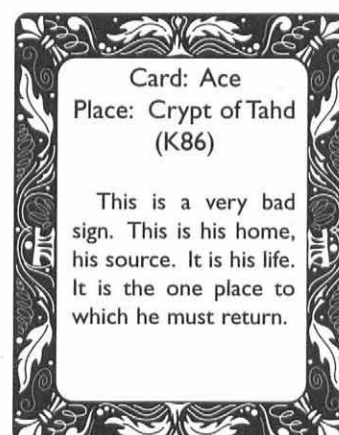 Card: Ace
Place: Crypt of Tahd
(K86)
This is a very bad
sign. This is his home,
his source. It is his life.
It is the one place to
which he must return.